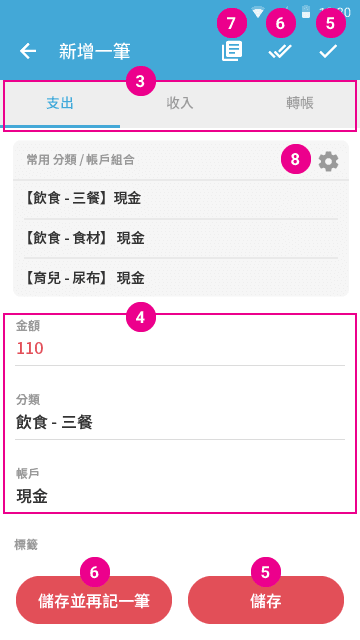 7 6 5
新增一筆
3
支出 收入 轉帳
常用 分類 / 帳戶組合 8
【飲食 - 三餐】現金
【飲食 - 食材】 現金
【育兒 - 尿布】 現金
4
金額
110
分類
飲食 - 三餐
帳戶
現金
標籤
6 5
儲存並再記一筆 儲存